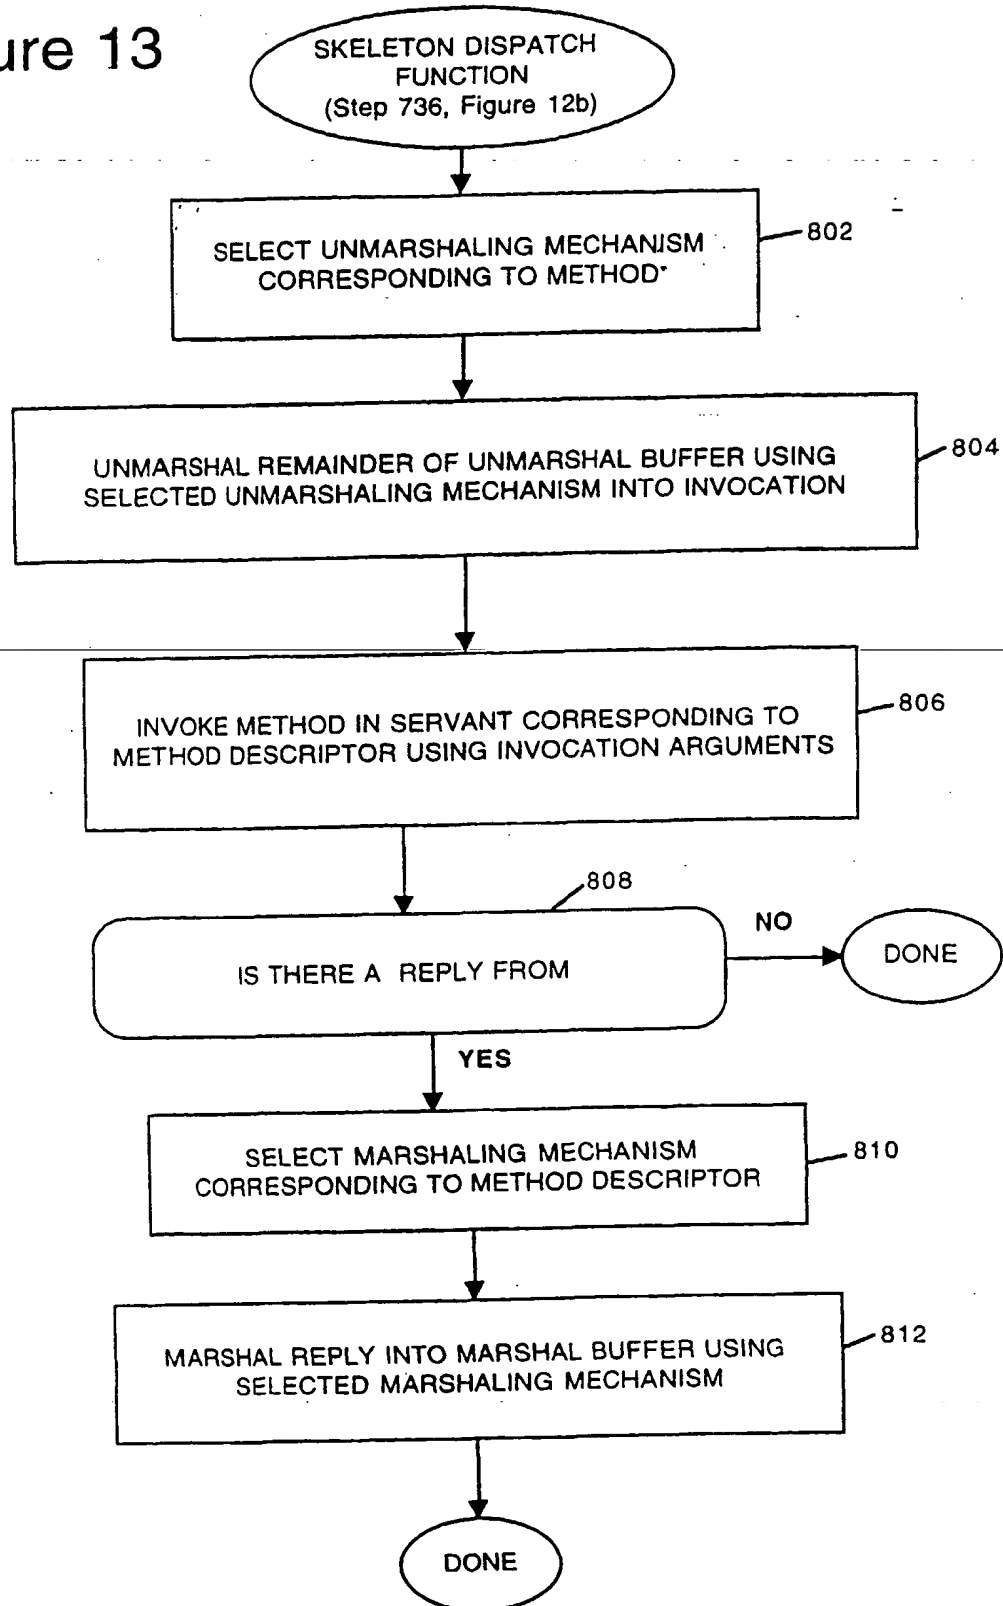 ure 13
SKELETON DISPATCH
FUNCTION
(Step 736, Figure 12b)
802
SELECT UNMARSHALING MECHANISM
CORRESPONDING TO METHOD
804
UNMARSHAL REMAINDER OF UNMARSHAL BUFFER USING
SELECTED UNMARSHALING MECHANISM INTO INVOCATION
806
INVOKE METHOD IN SERVANT CORRESPONDING TO
METHOD DESCRIPTOR USING INVOCATION ARGUMENTS
808
IS THERE A REPLY FROM
NO
DONE
YES
810
SELECT MARSHALING MECHANISM
CORRESPONDING TO METHOD DESCRIPTOR
812
MARSHAL REPLY INTO MARSHAL BUFFER USING
SELECTED MARSHALING MECHANISM
DONE